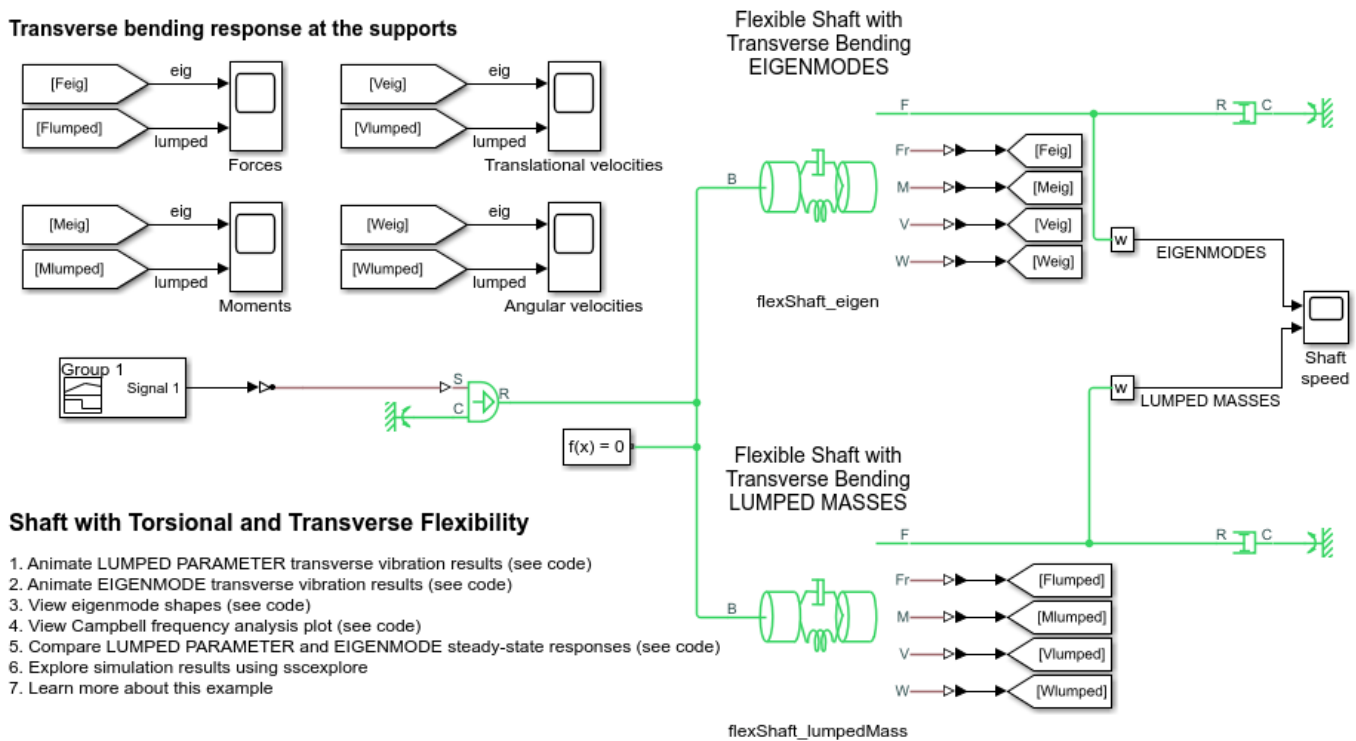 Transverse bending response at the supports
[Feig]
eig
[Flumped]
lumped
Forces
[Veig]
eig
[Vlumped]
lumped
Translational velocities
[Meig]
eig
[Mlumped]
lumped
Moments
[Weig]
eig
[Wlumped]
lumped
Angular velocities
Group 1
Signal 1
S
C
R
f(x) = 0
Flexible Shaft with
Transverse Bending
EIGENMODES
B
F
Fr
[Feig]
M
[Meig]
V
[Veig]
W
[Weig]
flexShaft_eigen
R
C
w
EIGENMODES
Shaft
speed
w
LUMPED MASSES
Flexible Shaft with
Transverse Bending
LUMPED MASSES
B
F
Fr
[Flumped]
M
[Mlumped]
V
[Vlumped]
W
[Wlumped]
flexShaft_lumpedMass
R
C
Shaft with Torsional and Transverse Flexibility
1. Animate LUMPED PARAMETER transverse vibration results (see code)
2. Animate EIGENMODE transverse vibration results (see code)
3. View eigenmode shapes (see code)
4. View Campbell frequency analysis plot (see code)
5. Compare LUMPED PARAMETER and EIGENMODE steady-state responses (see code)
6. Explore simulation results using sscexplore
7. Learn more about this example